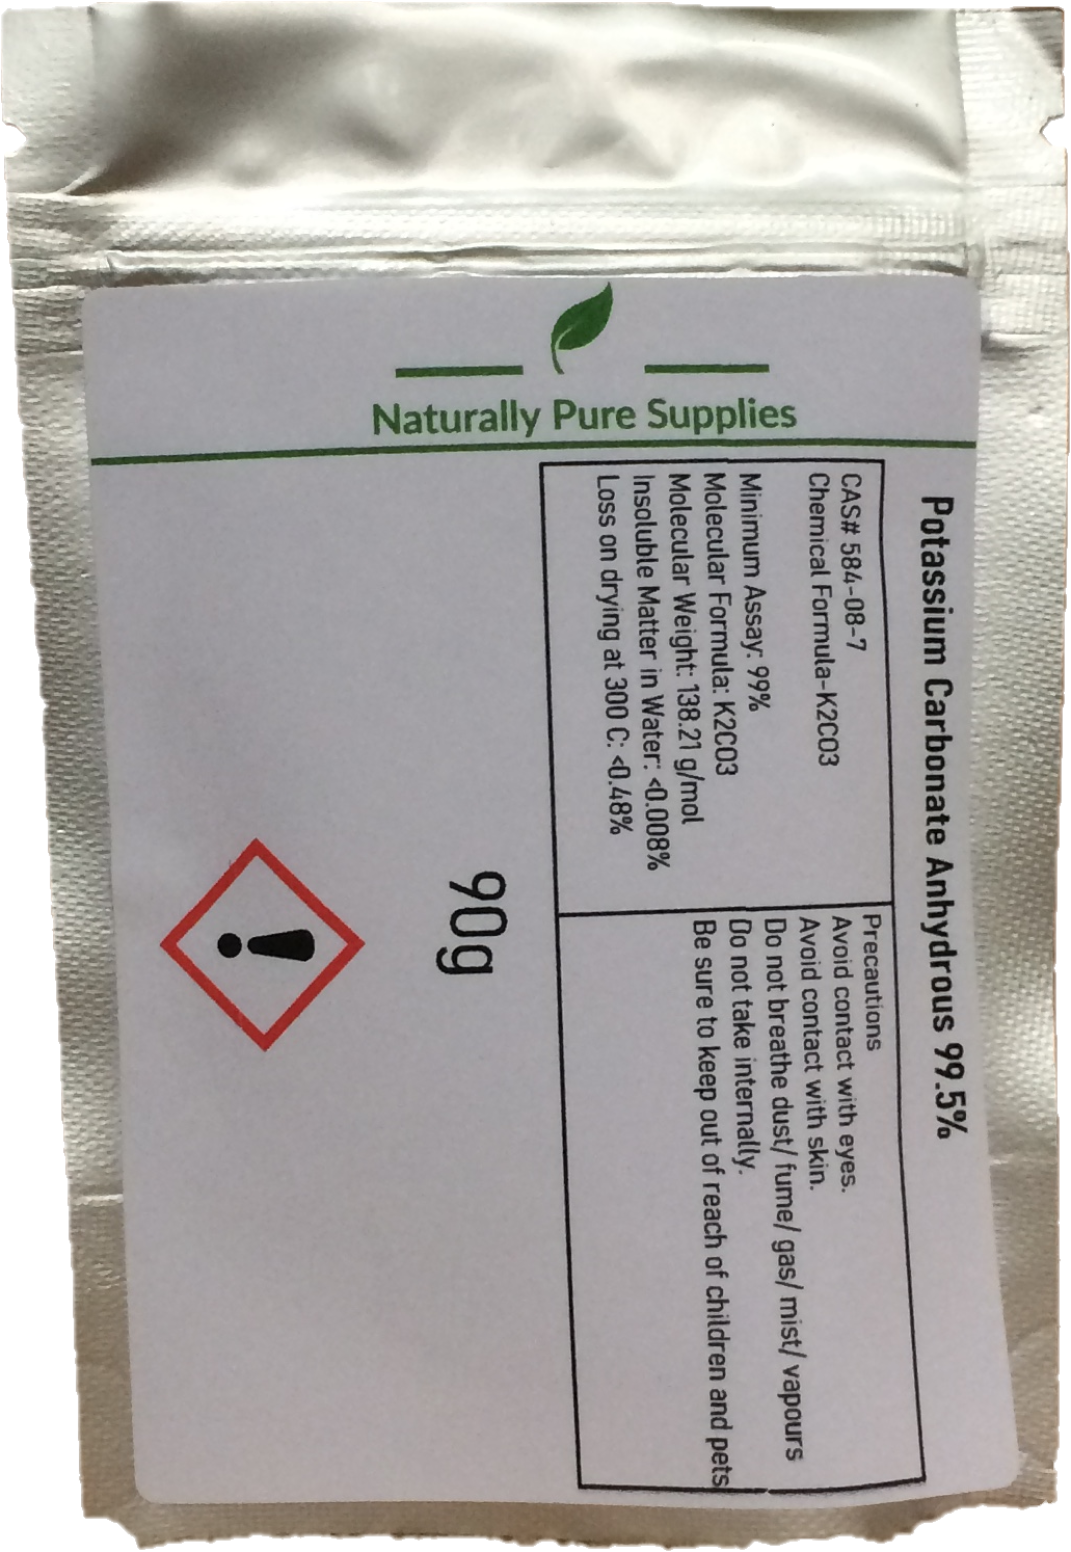 Naturally Pure Supplies
Potassium Carbonate Anhydrous 99.5%
CAS# 584-08-7
Chemical Formula-K2CO3
Minimum Assay: 99%
Molecular Formula: K2CO3
Molecular Weight: 138.21 g/mol
Insoluble Matter in Water: <0.008%
Loss on drying at 300 C: <0.48%
Precautions
Avoid contact with eyes.
Avoid contact with skin.
Do not breathe dust/ fume/ gas/ mist/ vapours
Do not take internally.
Be sure to keep out of reach of children and pets
90g